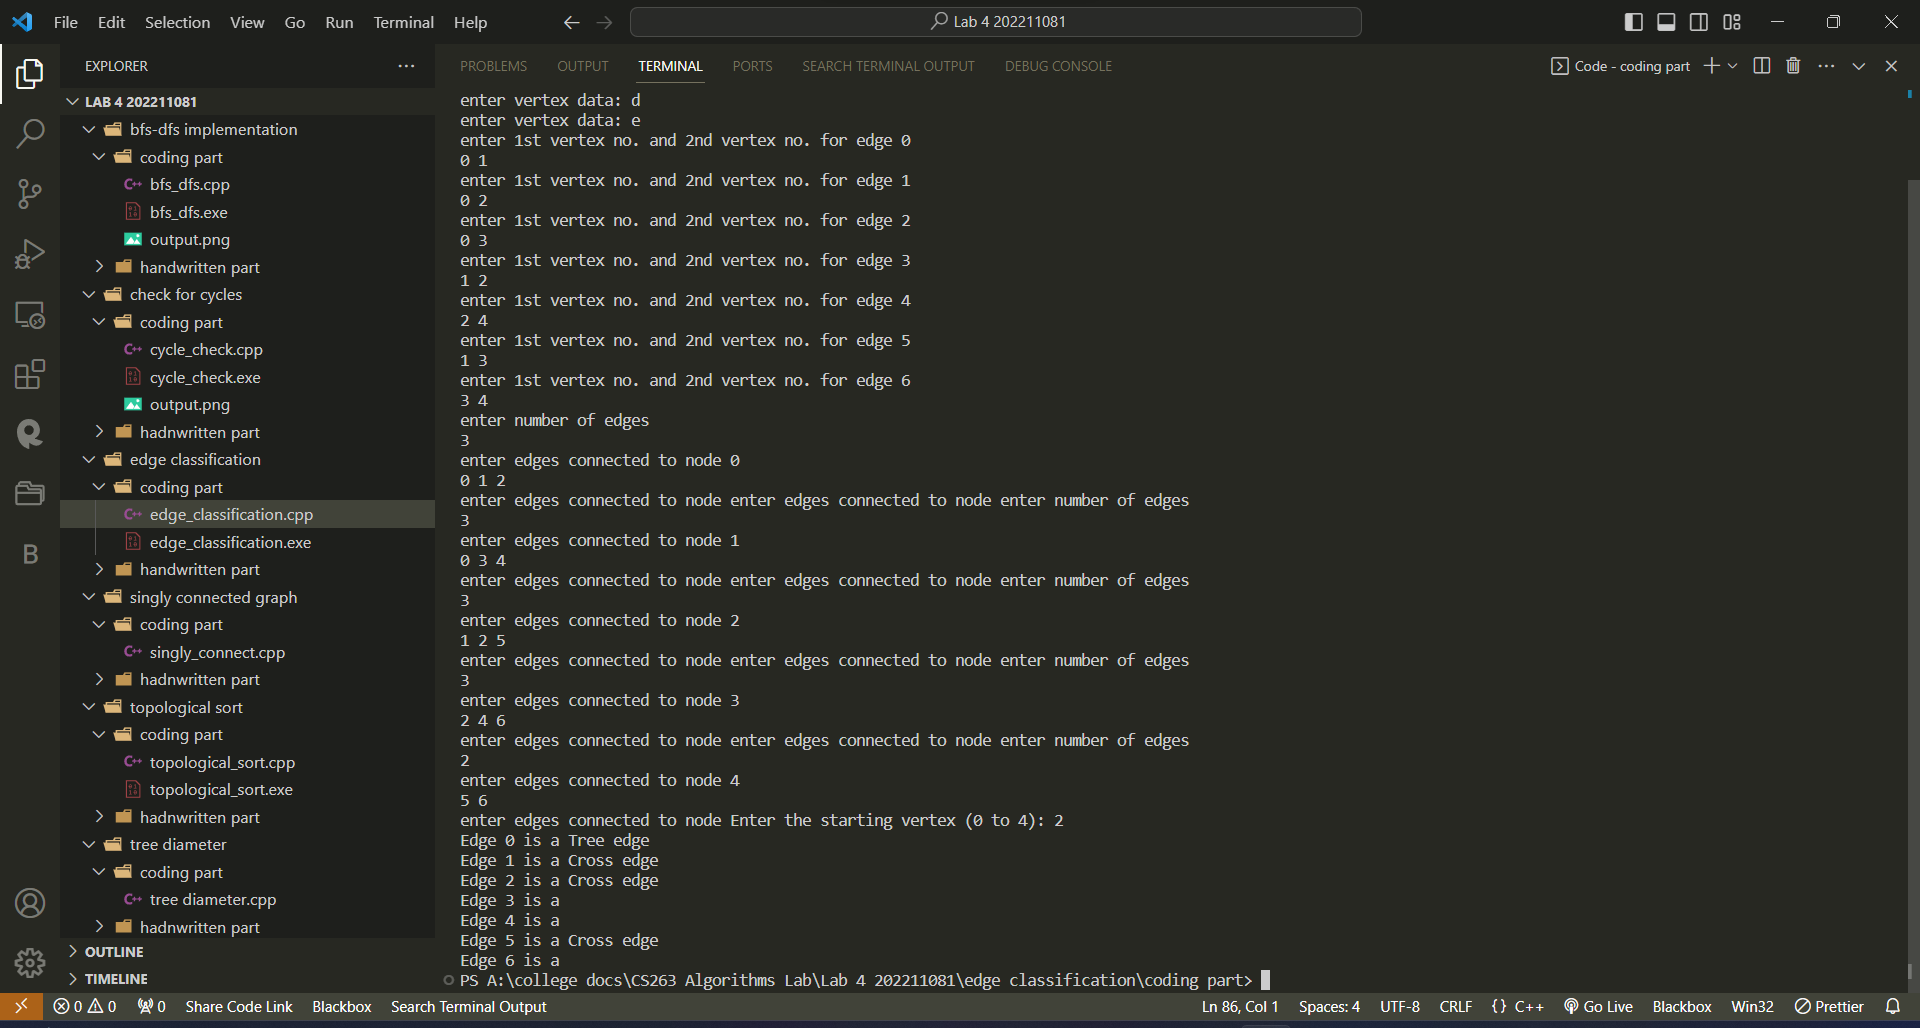 File Edit Selection View Go Run Terminal Help
Lab 4 202211081
EXPLORER
LAB 4 202211081
bfs-dfs implementation
coding part
bfs_dfs.cpp
bfs_dfs.exe
output.png
handwritten part
check for cycles
coding part
cycle_check.cpp
cycle_check.exe
output.png
hadnwritten part
edge classification
coding part
edge_classification.cpp
edge_classification.exe
handwritten part
singly connected graph
coding part
singly_connect.cpp
hadnwritten part
topological sort
coding part
topological_sort.cpp
topological_sort.exe
hadnwritten part
tree diameter
coding part
tree diameter.cpp
hadnwritten part
OUTLINE
TIMELINE
PROBLEMS OUTPUT TERMINAL PORTS SEARCH TERMINAL OUTPUT DEBUG CONSOLE
Code - coding part
enter vertex data: d
enter vertex data: e
enter 1st vertex no. and 2nd vertex no. for edge 0
0 1
enter 1st vertex no. and 2nd vertex no. for edge 1
0 2
enter 1st vertex no. and 2nd vertex no. for edge 2
0 3
enter 1st vertex no. and 2nd vertex no. for edge 3
1 2
enter 1st vertex no. and 2nd vertex no. for edge 4
2 4
enter 1st vertex no. and 2nd vertex no. for edge 5
1 3
enter 1st vertex no. and 2nd vertex no. for edge 6
3 4
enter number of edges
3
enter edges connected to node 0
0 1 2
enter edges connected to node enter edges connected to node enter number of edges
3
enter edges connected to node 1
0 3 4
enter edges connected to node enter edges connected to node enter number of edges
3
enter edges connected to node 2
1 2 5
enter edges connected to node enter edges connected to node enter number of edges
3
enter edges connected to node 3
2 4 6
enter edges connected to node enter edges connected to node enter number of edges
2
enter edges connected to node 4
5 6
enter edges connected to node Enter the starting vertex (0 to 4): 2
Edge 0 is a Tree edge
Edge 1 is a Cross edge
Edge 2 is a Cross edge
Edge 3 is a
Edge 4 is a
Edge 5 is a Cross edge
Edge 6 is a
PS A:\college docs\CS263 Algorithms Lab\Lab 4 202211081\edge classification\coding part>
B
0 0 0 Share Code Link Blackbox Search Terminal Output Ln 86, Col 1 Spaces: 4 UTF-8 CRLF {} C++ Go Live Blackbox Win32 Prettier